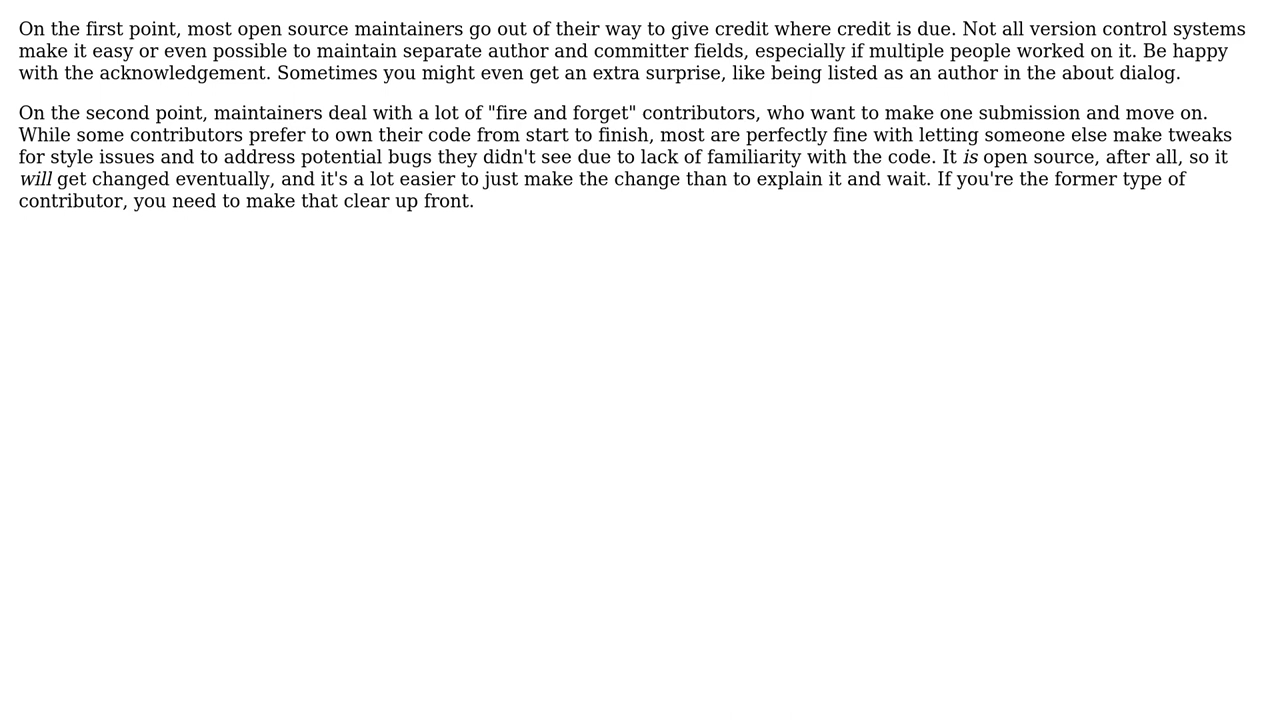 On the first point, most open source maintainers go out of their way to give credit where credit is due. Not all version control systems
make it easy or even possible to maintain separate author and committer fields, especially if multiple people worked on it. Be happy
with the acknowledgement. Sometimes you might even get an extra surprise, like being listed as an author in the about dialog.
On the second point, maintainers deal with a lot of "fire and forget" contributors, who want to make one submission and move on.
While some contributors prefer to own their code from start to finish, most are perfectly fine with letting someone else make tweaks
for style issues and to address potential bugs they didn't see due to lack of familiarity with the code. It is open source, after all, so it
will get changed eventually, and it's a lot easier to just make the change than to explain it and wait. If you're the former type of
contributor, you need to make that clear up front.